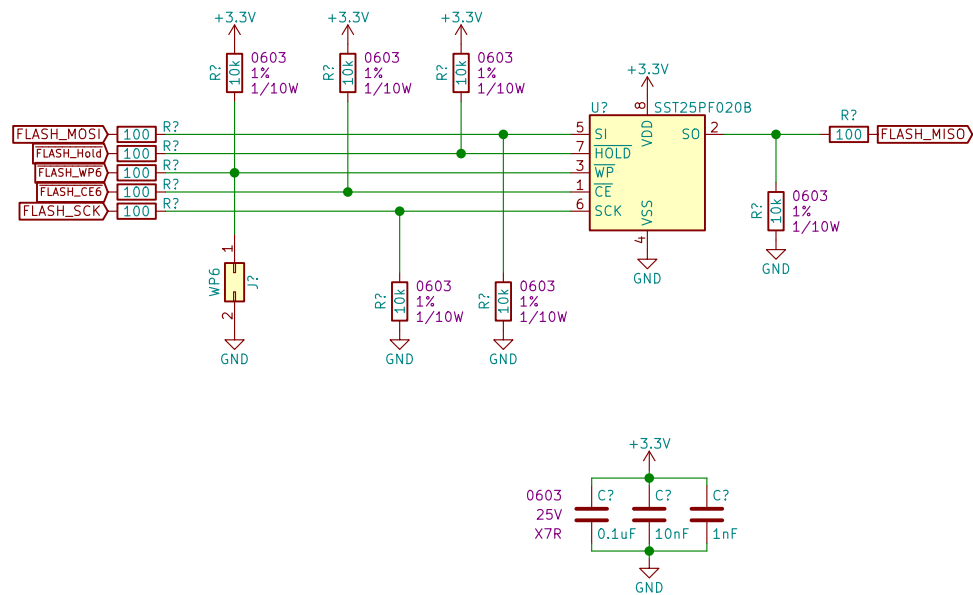 +3.3V
+3.3V
+3.3V
R?
10k
0603
1%
1/10W
R?
10k
0603
1%
1/10W
R?
10k
0603
1%
1/10W
+3.3V
U?
8
SST25PF020B
R?
FLASH_MOSI
100
R?
5
SI
VDD
SO
2
100
FLASH_MISO
FLASH_Hold
100
R?
7
HOLD
FLASH_WP6
100
R?
3
WP
FLASH_CE6
100
R?
1
CE
FLASH_SCK
100
R?
6
SCK
VSS
4
GND
R?
10k
0603
1%
1/10W
GND
WP6
1
2
J?
GND
R?
10k
0603
1%
1/10W
GND
R?
10k
0603
1%
1/10W
GND
+3.3V
0603
25V
X7R
C?
0.1uF
C?
10nF
C?
1nF
GND